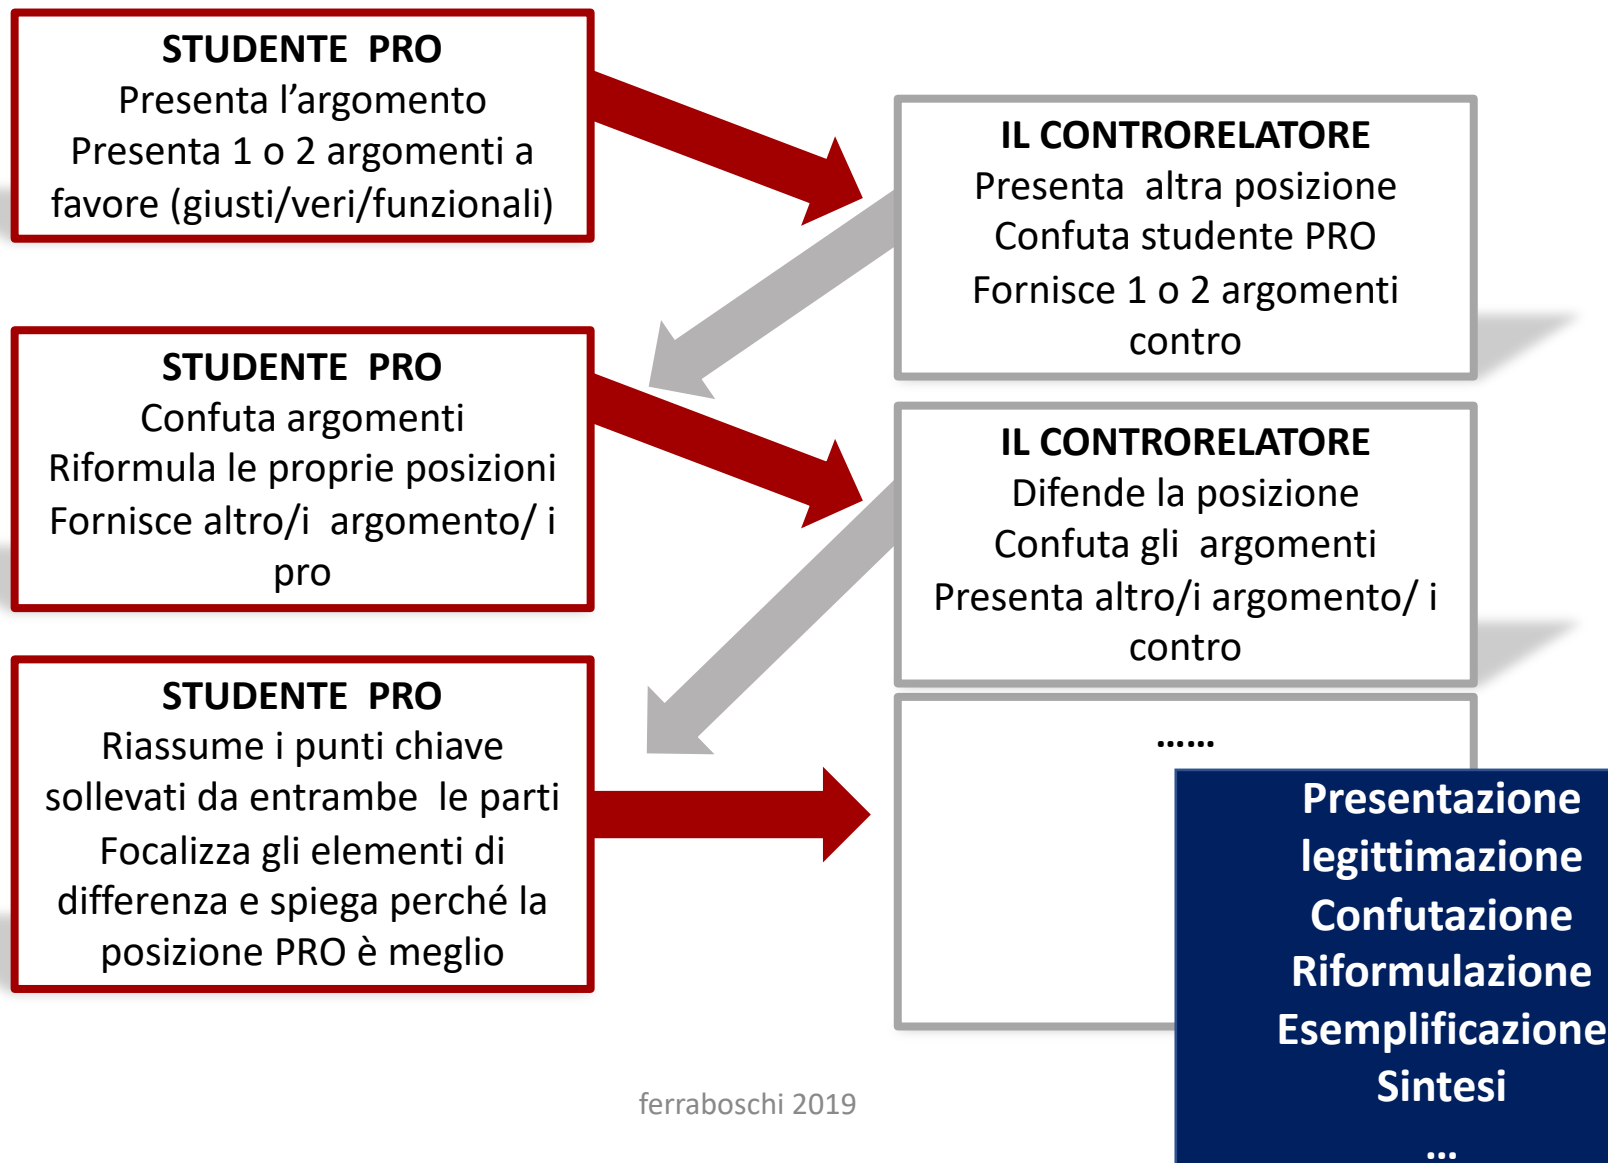 STUDENTE PRO
Presenta l'argomento
Presenta 1 o 2 argomenti a
favore (giusti/veri/funzionali)
IL CONTRORELATORE
Presenta altra posizione
Confuta studente PRO
Fornisce 1 o 2 argomenti
contro
STUDENTE PRO
Confuta argomenti
Riformula le proprie posizioni
Fornisce altro/i argomento/ i
pro
IL CONTRORELATORE
Difende la posizione
Confuta gli argomenti
Presenta altro/i argomento/ i
contro
STUDENTE PRO
Riassume i punti chiave
sollevati da entrambe le parti
Focalizza gli elementi di
differenza e spiega perché la
posizione PRO è meglio
......
Presentazione
legittimazione
Confutazione
Riformulazione
Esemplificazione
Sintesi
...
ferraboschi 2019